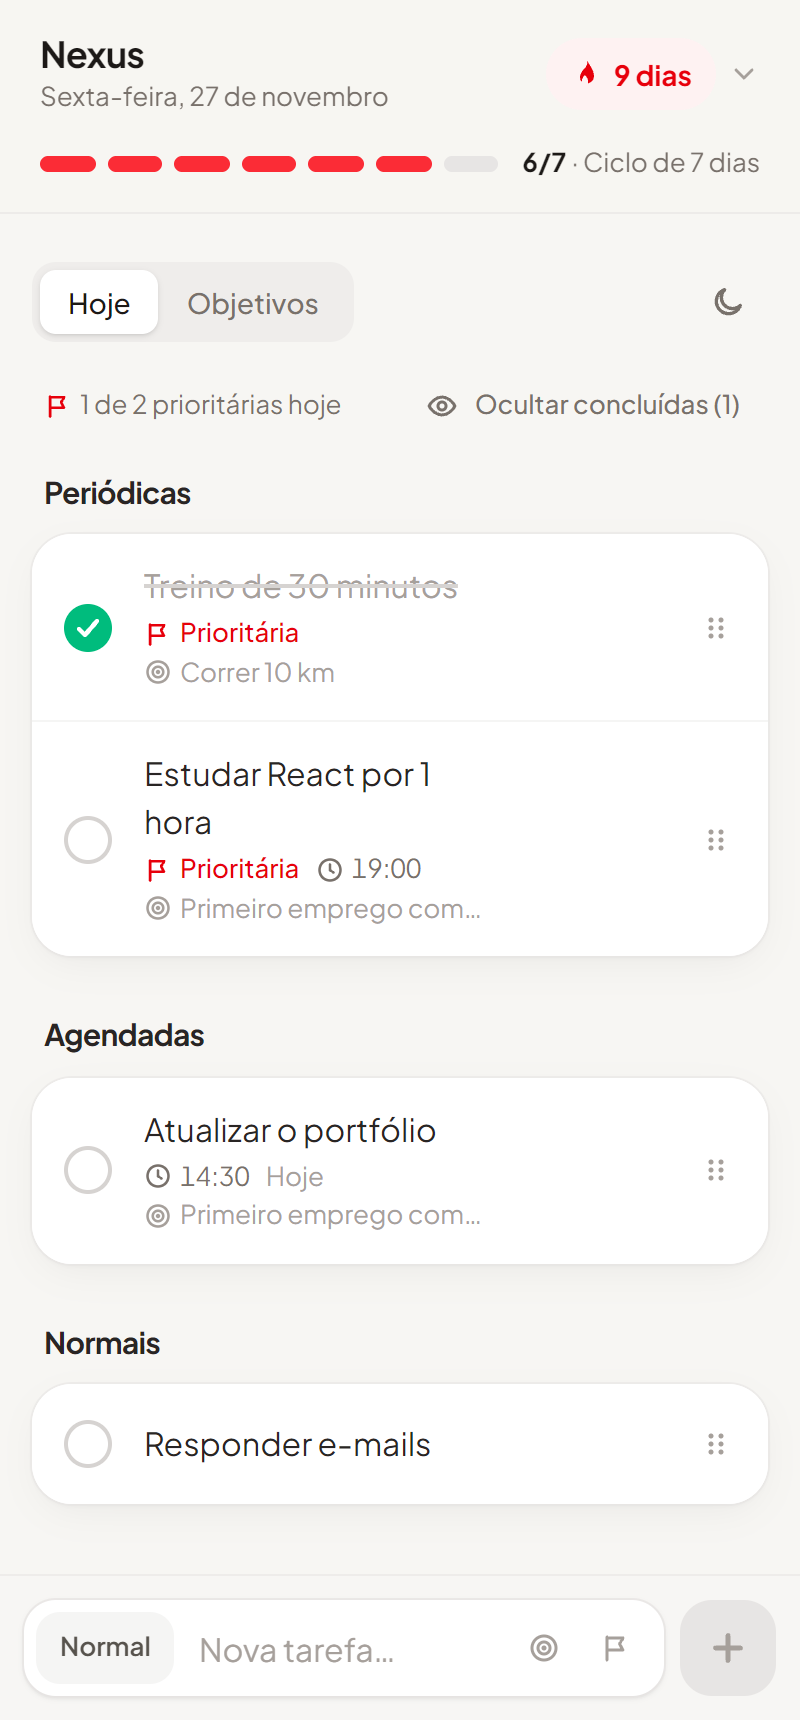 Nexus
Sexta-feira, 27 de novembro
9 dias
6/7 · Ciclo de 7 dias
Hoje
Objetivos
1 de 2 prioritárias hoje
Ocultar concluídas (1)
Periódicas
Treino de 30 minutos
Prioritária
Correr 10 km
Estudar React por 1
hora
Prioritária 19:00
Primeiro emprego com...
Agendadas
Atualizar o portfólio
14:30 Hoje
Primeiro emprego com...
Normais
Responder e-mails
Normal
Nova tarefa...